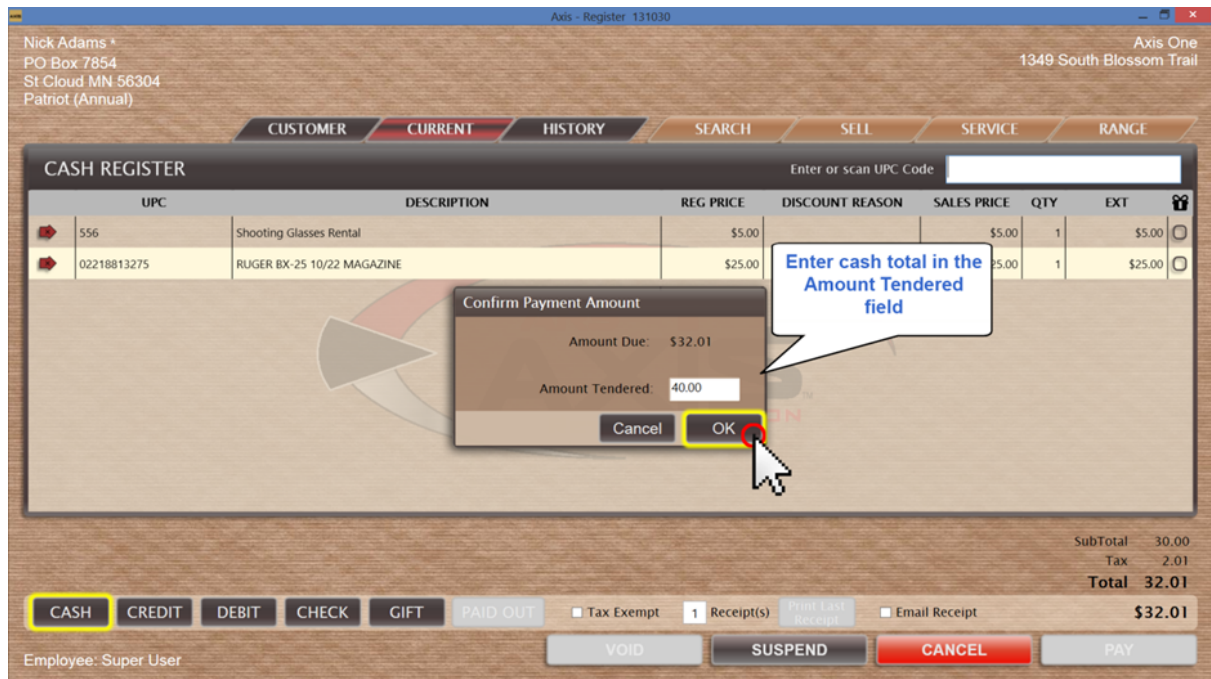 Axis - Register 131030
Nick Adams *
PO Box 7854
St Cloud MN 56304
Patriot (Annual)
Axis One
1349 South Blossom Trail
CUSTOMER CURRENT HISTORY SEARCH SELL SERVICE RANGE
CASH REGISTER Enter or scan UPC Code
UPC DESCRIPTION REG PRICE DISCOUNT REASON SALES PRICE QTY EXT
556 Shooting Glasses Rental $5.00 $5.00 1 $5.00
02218813275 RUGER BX-25 10/22 MAGAZINE $25.00 25.00 1 $25.00
Enter cash total in the
Amount Tendered
field
Confirm Payment Amount
Amount Due: $32.01
Amount Tendered: 40.00
Cancel OK
SubTotal 30.00
Tax 2.01
Total 32.01
CASH CREDIT DEBIT CHECK GIFT PAID OUT Tax Exempt 1 Receipt(s) Print Last Receipt Email Receipt $32.01
VOID SUSPEND CANCEL PAY
Employee: Super User